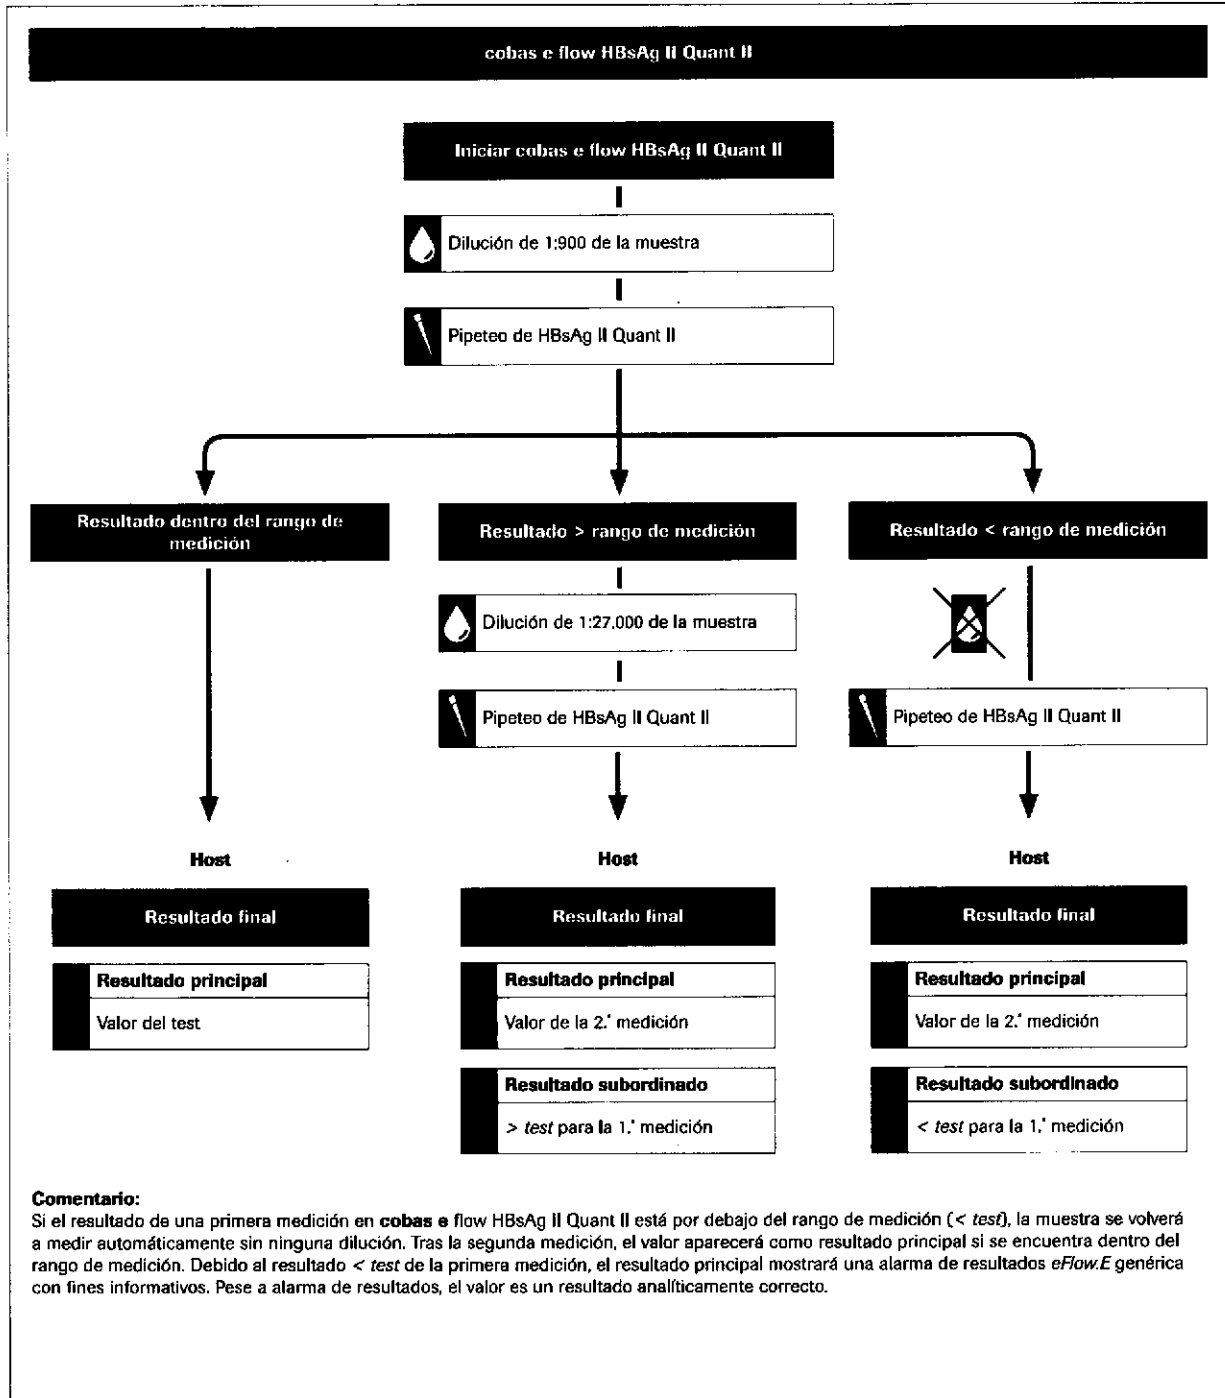 cobas e flow HBsAg II Quant II
Iniciar cobas e flow HBsAg II Quant II
Dilución de 1:900 de la muestra
Pipeteo de HBsAg II Quant II
Resultado dentro del rango de
medición
Resultado > rango de medición
Resultado < rango de medición
Dilución de 1:27.000 de la muestra
Pipeteo de HBsAg II Quant II
Pipeteo de HBsAg II Quant II
Host
Host
Host
Resultado final
Resultado final
Resultado final
Resultado principal
Valor del test
Resultado principal
Valor de la 2.ª medición
Resultado principal
Valor de la 2.ª medición
Resultado subordinado
> test para la 1.ª medición
Resultado subordinado
< test para la 1.ª medición
Comentario:
Si el resultado de una primera medición en cobas e flow HBsAg II Quant II está por debajo del rango de medición (< test), la muestra se volverá
a medir automáticamente sin ninguna dilución. Tras la segunda medición, el valor aparecerá como resultado principal si se encuentra dentro del
rango de medición. Debido al resultado < test de la primera medición, el resultado principal mostrará una alarma de resultados eFlow.E genérica
con fines informativos. Pese a alarma de resultados, el valor es un resultado analíticamente correcto.